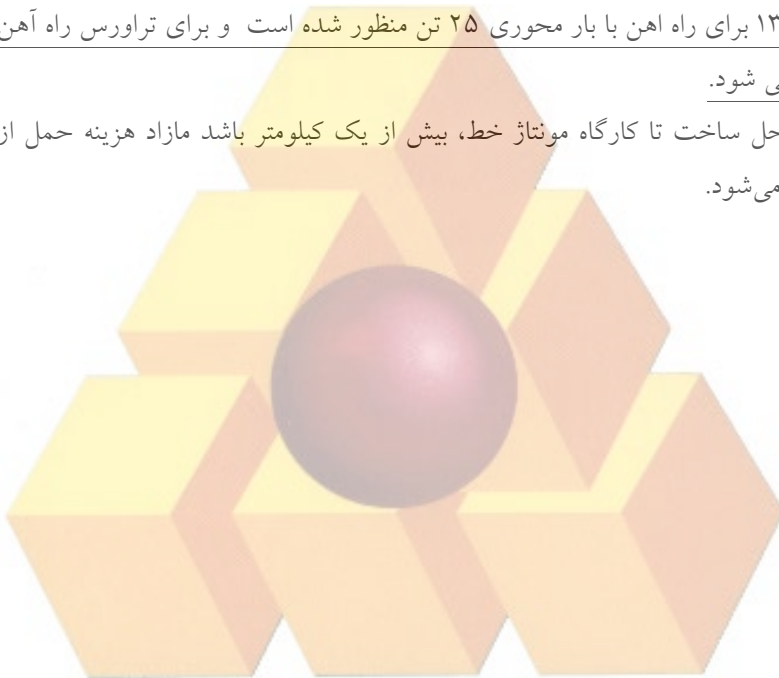 ۱۳ برای راه اهن با بار محوری ۲۵ تن منظور شده است و برای تراورس راه آهن
ی شود.
حل ساخت تا کارگاه مونتاژ خط، بیش از یک کیلومتر باشد مازاد هزینه حمل از
می‌شود.